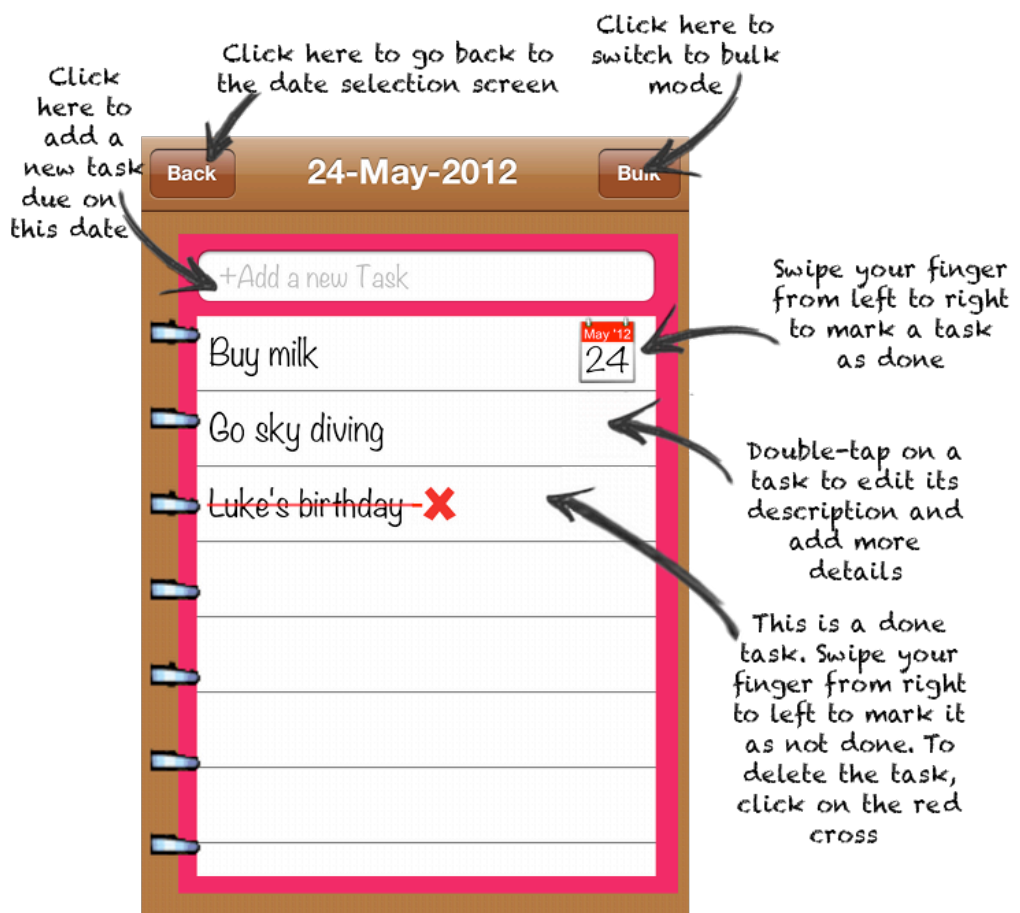 Click here to
switch to bulk
mode
Click here to go back to
the date selection screen
Click
here to
add a
new task
due on
this date
Back
24-May-2012
Bulk
+Add a new Task
Buy milk
May '12
24
Swipe your finger
from left to right
to mark a task
as done
Go sky diving
Double-tap on a
task to edit its
description and
add more
details
Luke's birthday
This is a done
task. Swipe your
finger from right
to left to mark it
as not done. To
delete the task,
click on the red
cross